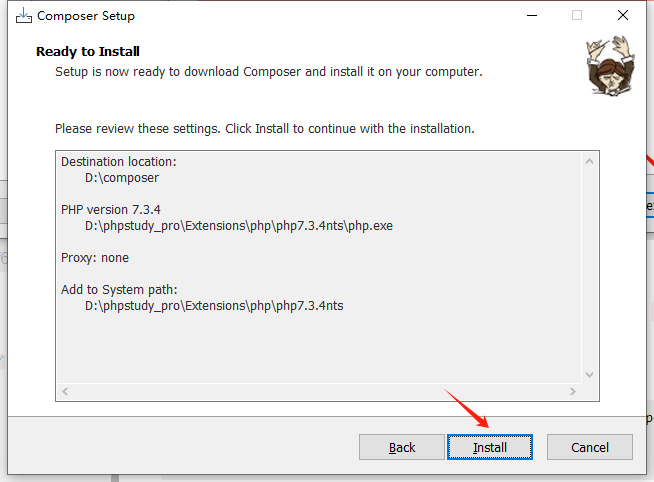 Composer Setup
Ready to Install
Setup is now ready to download Composer and install it on your computer.
Please review these settings. Click Install to continue with the installation.
Destination location:
D:\composer
PHP version 7.3.4
D:\phpstudy_pro\Extensions\php\php7.3.4nts\php.exe
Proxy: none
Add to System path:
D:\phpstudy_pro\Extensions\php\php7.3.4nts
Back
Install
Cancel